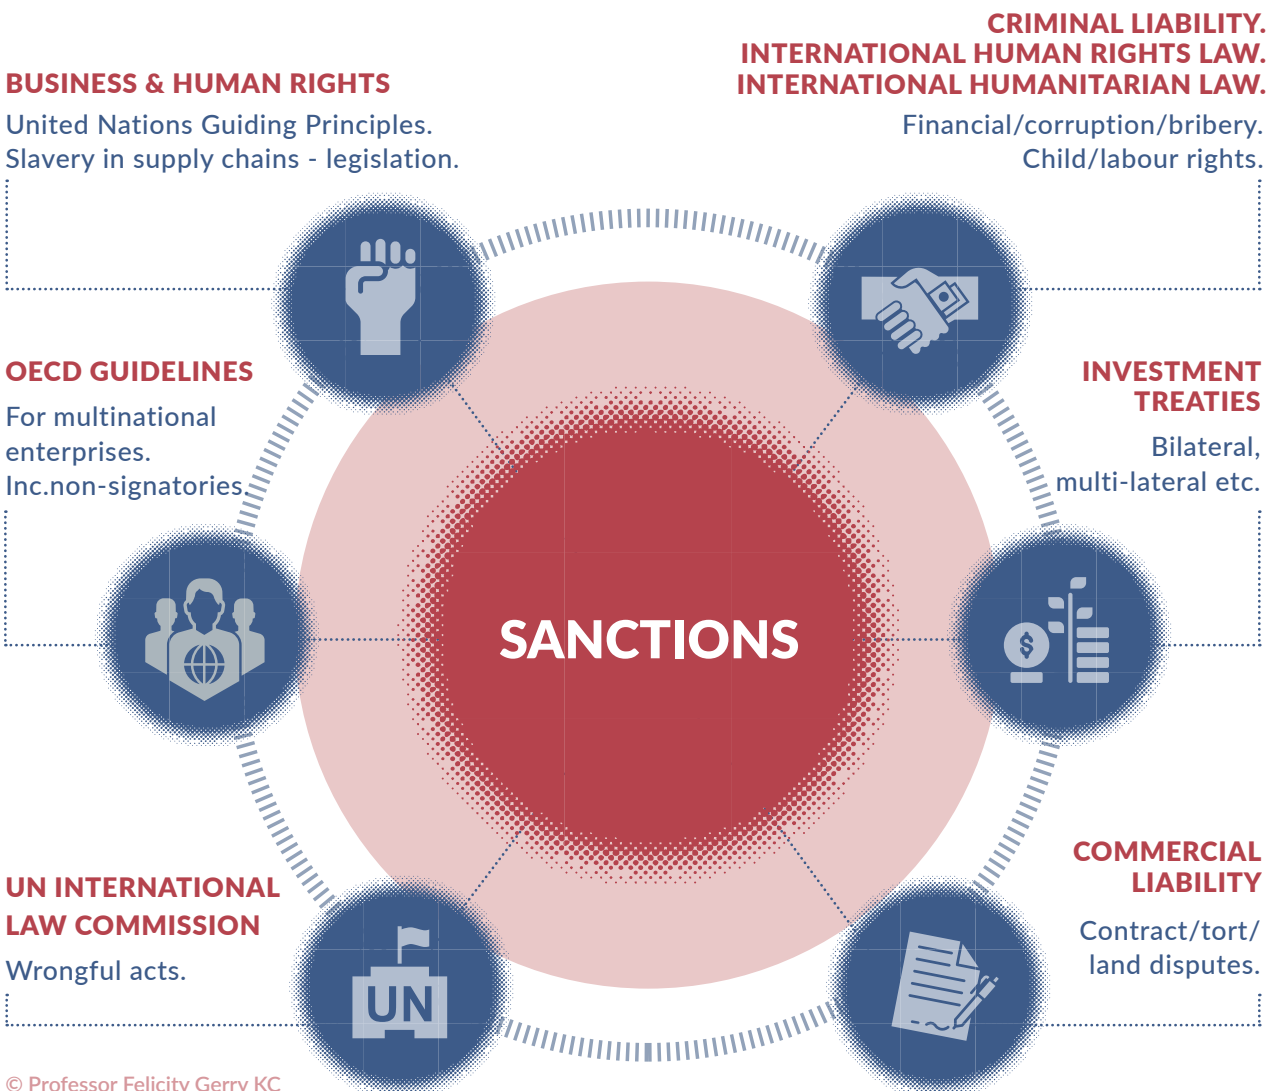 CRIMINAL LIABILITY.
INTERNATIONAL HUMAN RIGHTS LAW.
INTERNATIONAL HUMANITARIAN LAW.
Financial/corruption/bribery.
Child/labour rights.
BUSINESS & HUMAN RIGHTS
United Nations Guiding Principles.
Slavery in supply chains - legislation.
OECD GUIDELINES
For multinational
enterprises.
Inc.non-signatories.
INVESTMENT
TREATIES
Bilateral,
multi-lateral etc.
$
SANCTIONS
UN INTERNATIONAL
LAW COMMISSION
Wrongful acts.
UN
COMMERCIAL
LIABILITY
Contract/tort/
land disputes.
© Professor Felicity Gerry KC